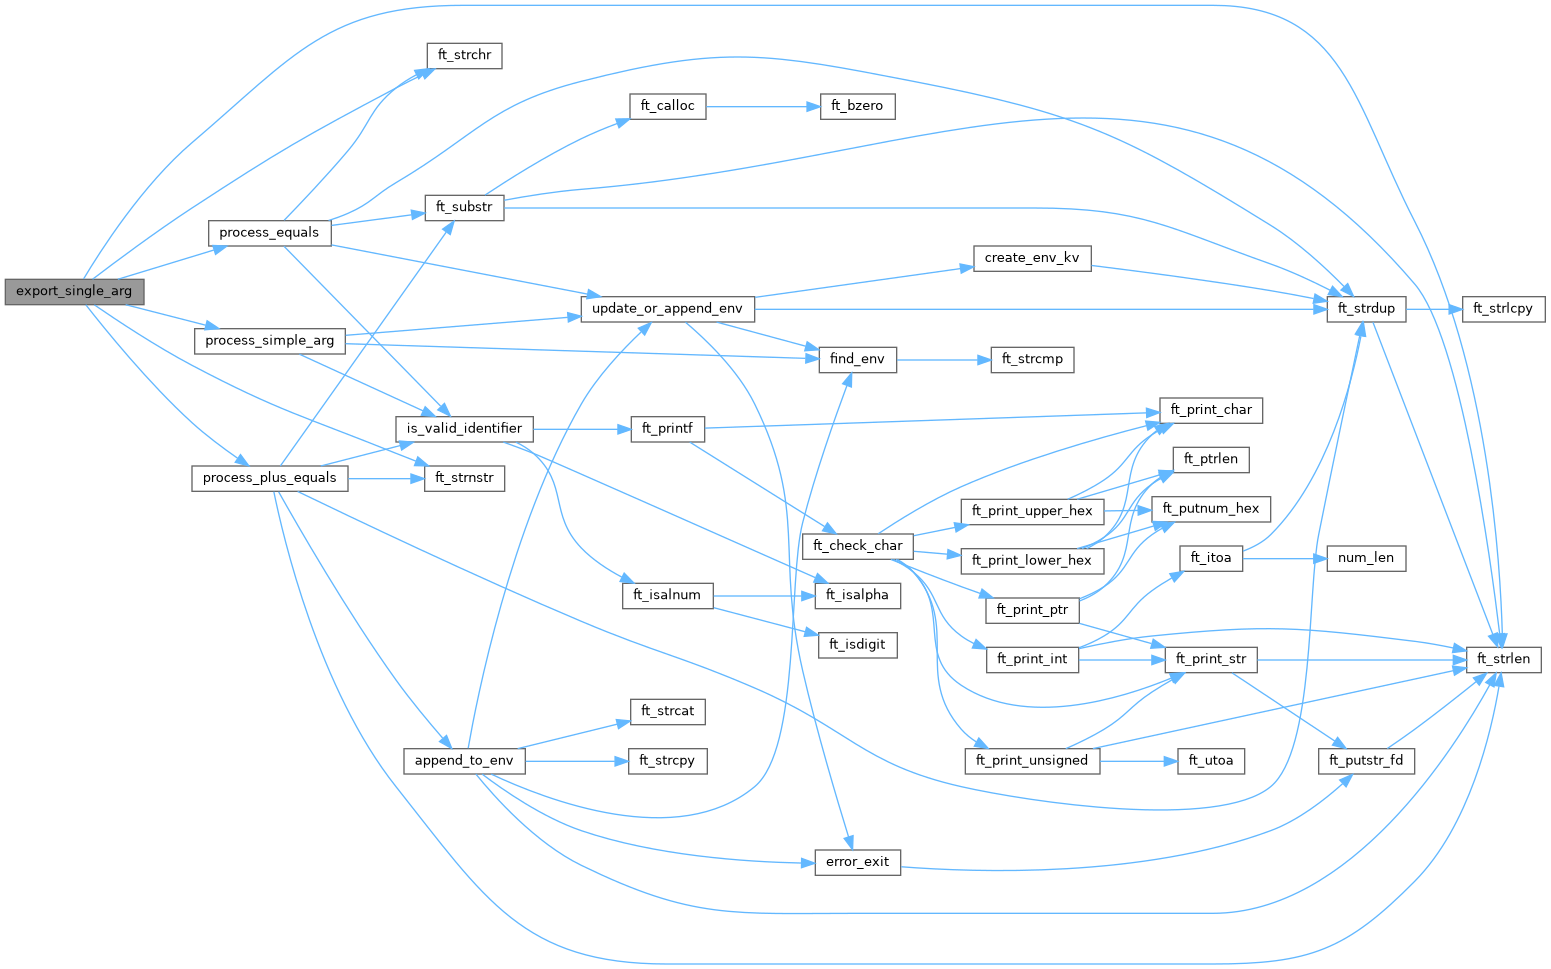 export_single_arg
process_equals
process_simple_arg
process_plus_equals
ft_strchr
ft_substr
is_valid_identifier
ft_strnstr
append_to_env
ft_calloc
update_or_append_env
ft_printf
ft_isalnum
ft_strcat
ft_strcpy
ft_bzero
find_env
ft_check_char
ft_isalpha
ft_isdigit
error_exit
create_env_kv
ft_strcmp
ft_print_upper_hex
ft_print_lower_hex
ft_print_ptr
ft_print_int
ft_print_unsigned
ft_print_char
ft_ptrlen
ft_putnum_hex
ft_itoa
ft_print_str
ft_utoa
ft_strdup
num_len
ft_putstr_fd
ft_strlcpy
ft_strlen